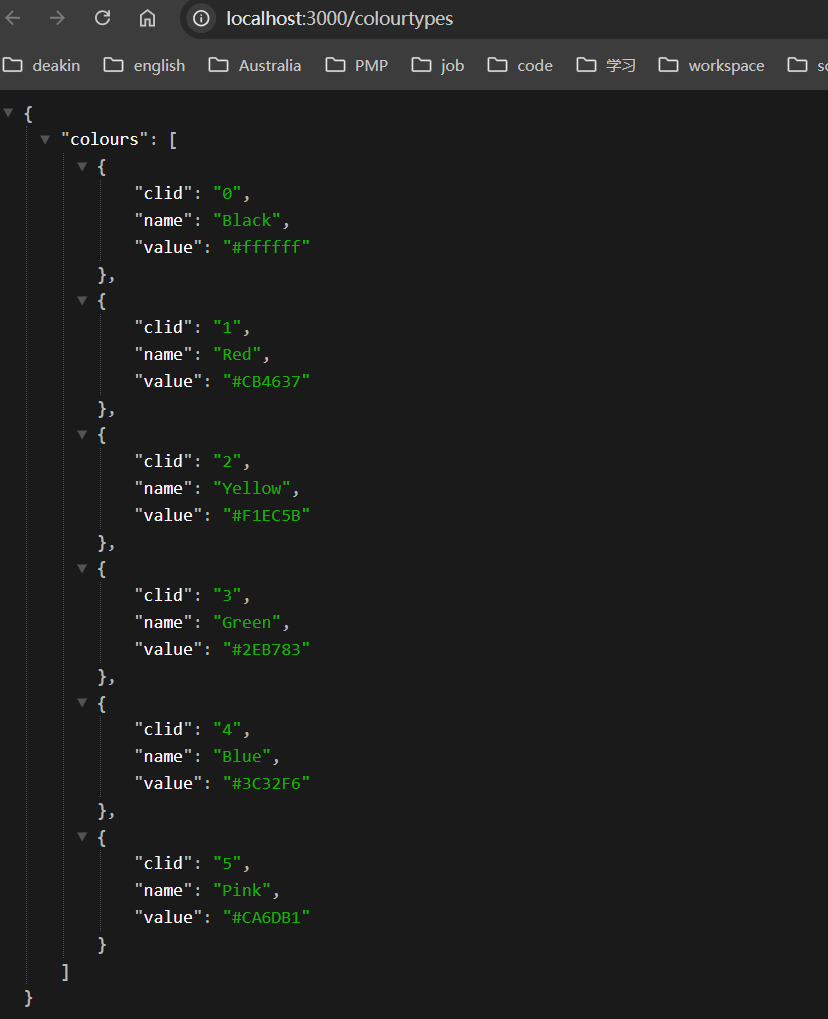 localhost:3000/colourtypes
deakin english Australia PMP job code 学习 workspace
{
"colours": [
{
"clid": "0",
"name": "Black",
"value": "#ffffff"
},
{
"clid": "1",
"name": "Red",
"value": "#CB4637"
},
{
"clid": "2",
"name": "Yellow",
"value": "#F1EC5B"
},
{
"clid": "3",
"name": "Green",
"value": "#2EB783"
},
{
"clid": "4",
"name": "Blue",
"value": "#3C32F6"
},
{
"clid": "5",
"name": "Pink",
"value": "#CA6DB1"
}
]
}